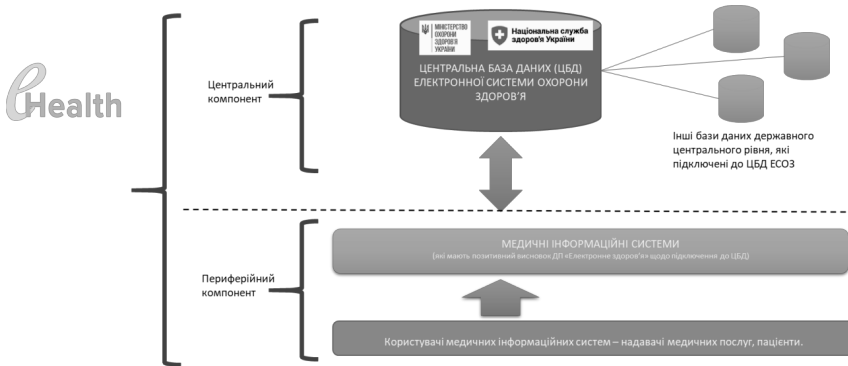 eHealth
Центральний
компонент
МІНІСТЕРСТВО
ОХОРОНИ
ЗДОРОВ'Я
УКРАЇНИ
Національна служба
здоров'я України
ЦЕНТРАЛЬНА БАЗА ДАНИХ (ЦБД)
ЕЛЕКТРОННОЇ СИСТЕМИ ОХОРОНИ
ЗДОРОВ'Я
Інші бази даних державного
центрального рівня, які
підключені до ЦБД ЕСОЗ
Периферійний
компонент
МЕДИЧНІ ІНФОРМАЦІЙНІ СИСТЕМИ
(які мають позитивний висновок ДП «Електронне здоров'я» щодо підключення до ЦБД)
Користувачі медичних інформаційних систем – надавачі медичних послуг, пацієнти.